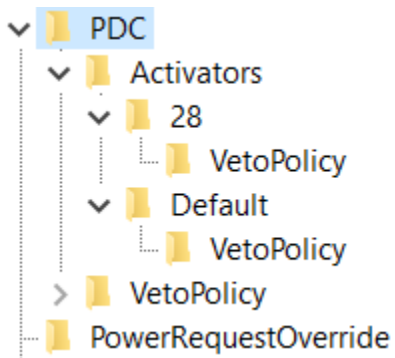 PDC
Activators
28
VetoPolicy
Default
VetoPolicy
VetoPolicy
PowerRequestOverride